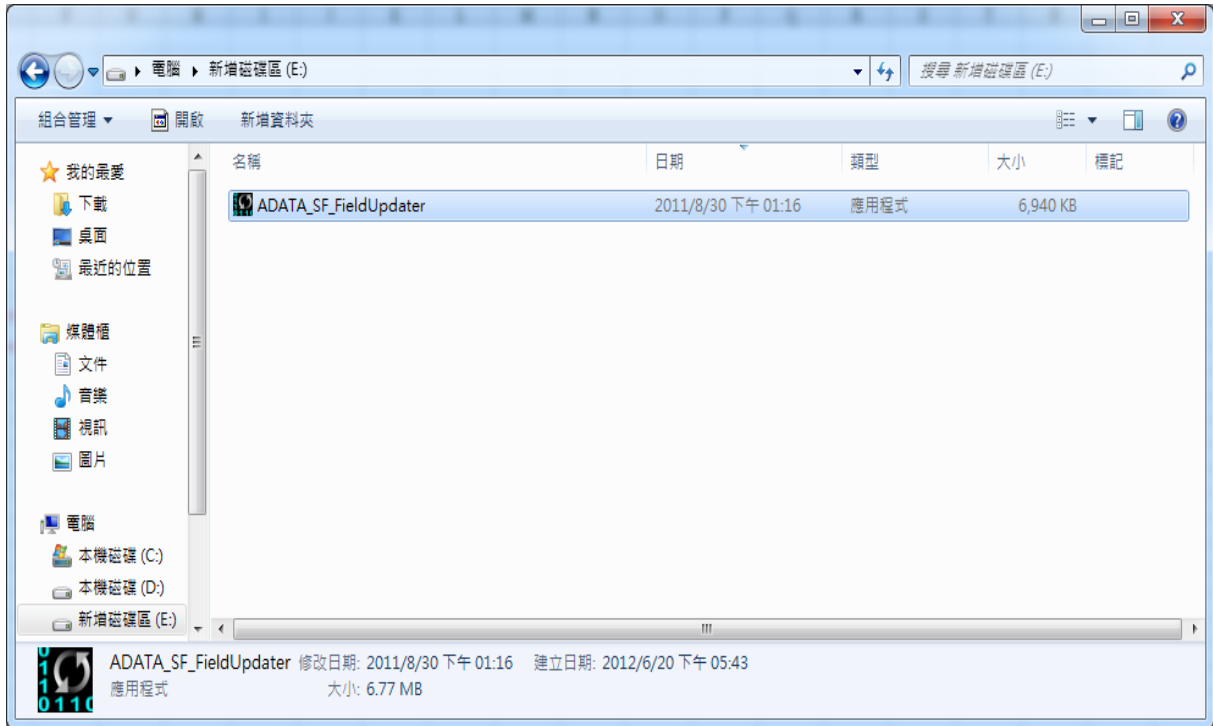 電腦 ▸ 新增磁碟區 (E:)
搜尋 新增磁碟區 (E:)
組合管理 ▼ 開啟 新增資料夾
我的最愛
下載
桌面
最近的位置
媒體櫃
文件
音樂
視訊
圖片
電腦
本機磁碟 (C:)
本機磁碟 (D:)
新增磁碟區 (E:)
名稱 日期 類型 大小 標記
ADATA_SF_FieldUpdater 2011/8/30 下午 01:16 應用程式 6,940 KB
ADATA_SF_FieldUpdater 修改日期: 2011/8/30 下午 01:16 建立日期: 2012/6/20 下午 05:43
應用程式 大小: 6.77 MB